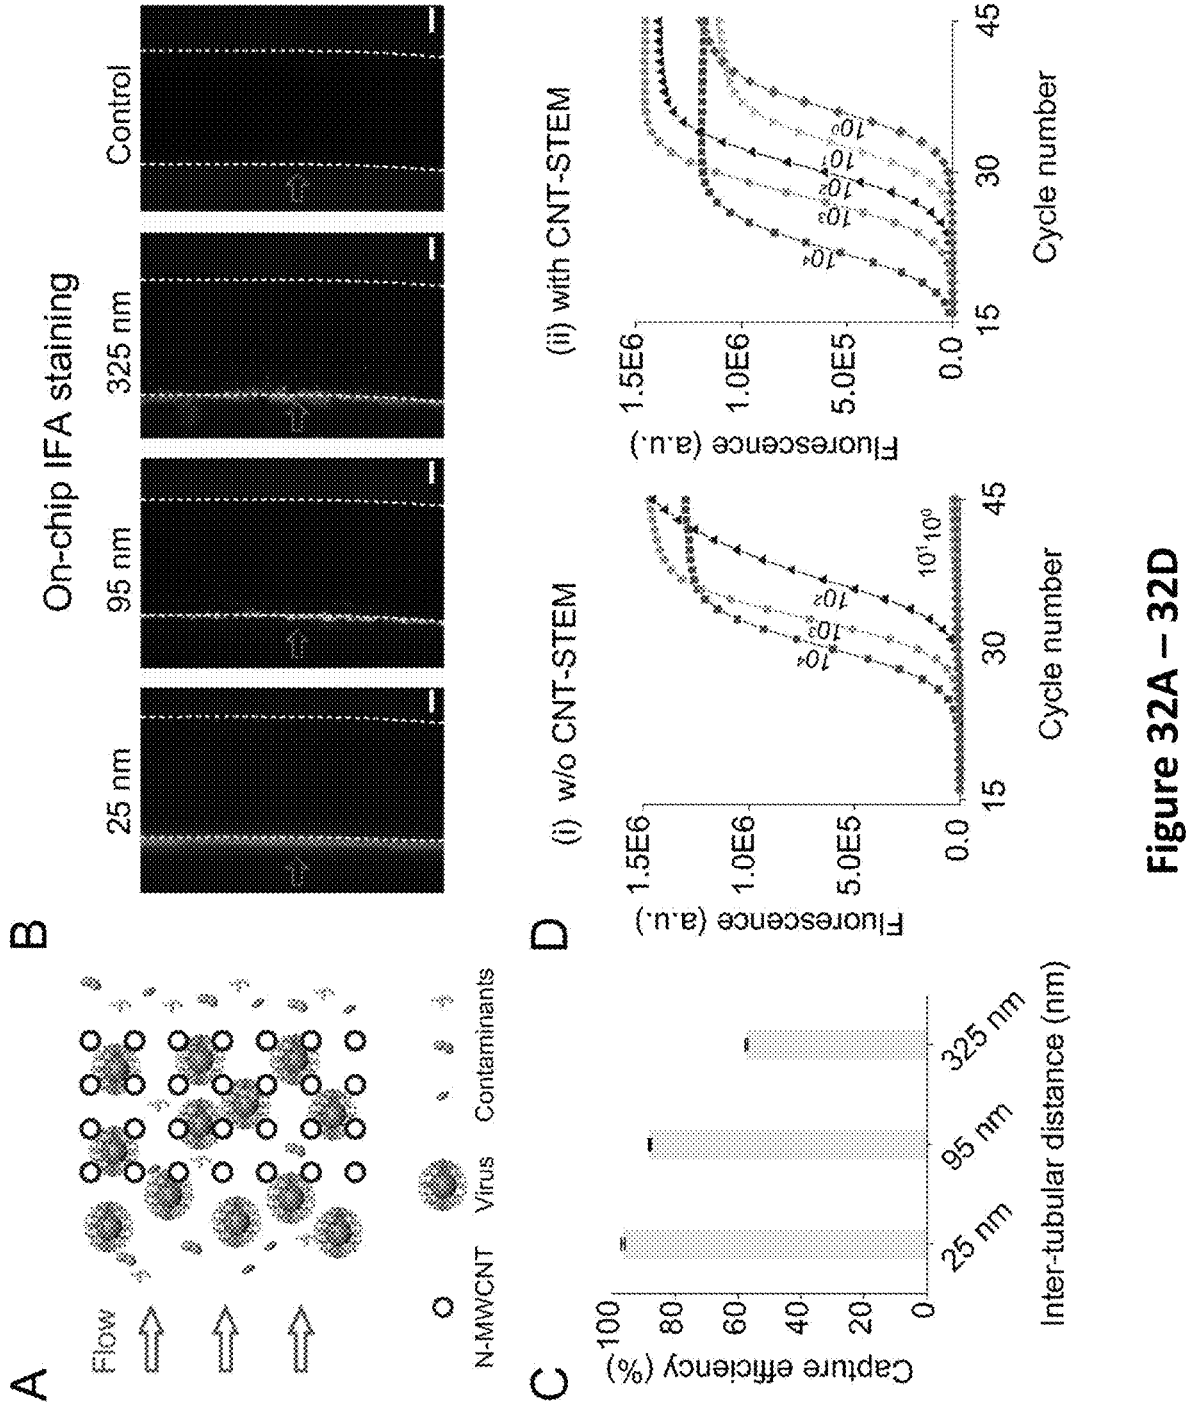 A
Flow
N-MWCNT Virus Contaminants
B
On-chip IFA staining
25 nm 95 nm 325 nm Control
C
Capture efficiency (%)
100
80
60
40
20
0
25 nm 95 nm 325 nm
Inter-tubular distance (nm)
D
(i) w/o CNT-STEM
Fluorescence (a.u.)
1.5E6
1.0E6
5.0E5
0.0
10⁴ 10³ 10² 10¹ 10⁰
15 30 45
Cycle number
(ii) with CNT-STEM
Fluorescence (a.u.)
1.5E6
1.0E6
5.0E5
0.0
10⁴ 10³ 10² 10¹ 10⁰
15 30 45
Cycle number
Figure 32A – 32D